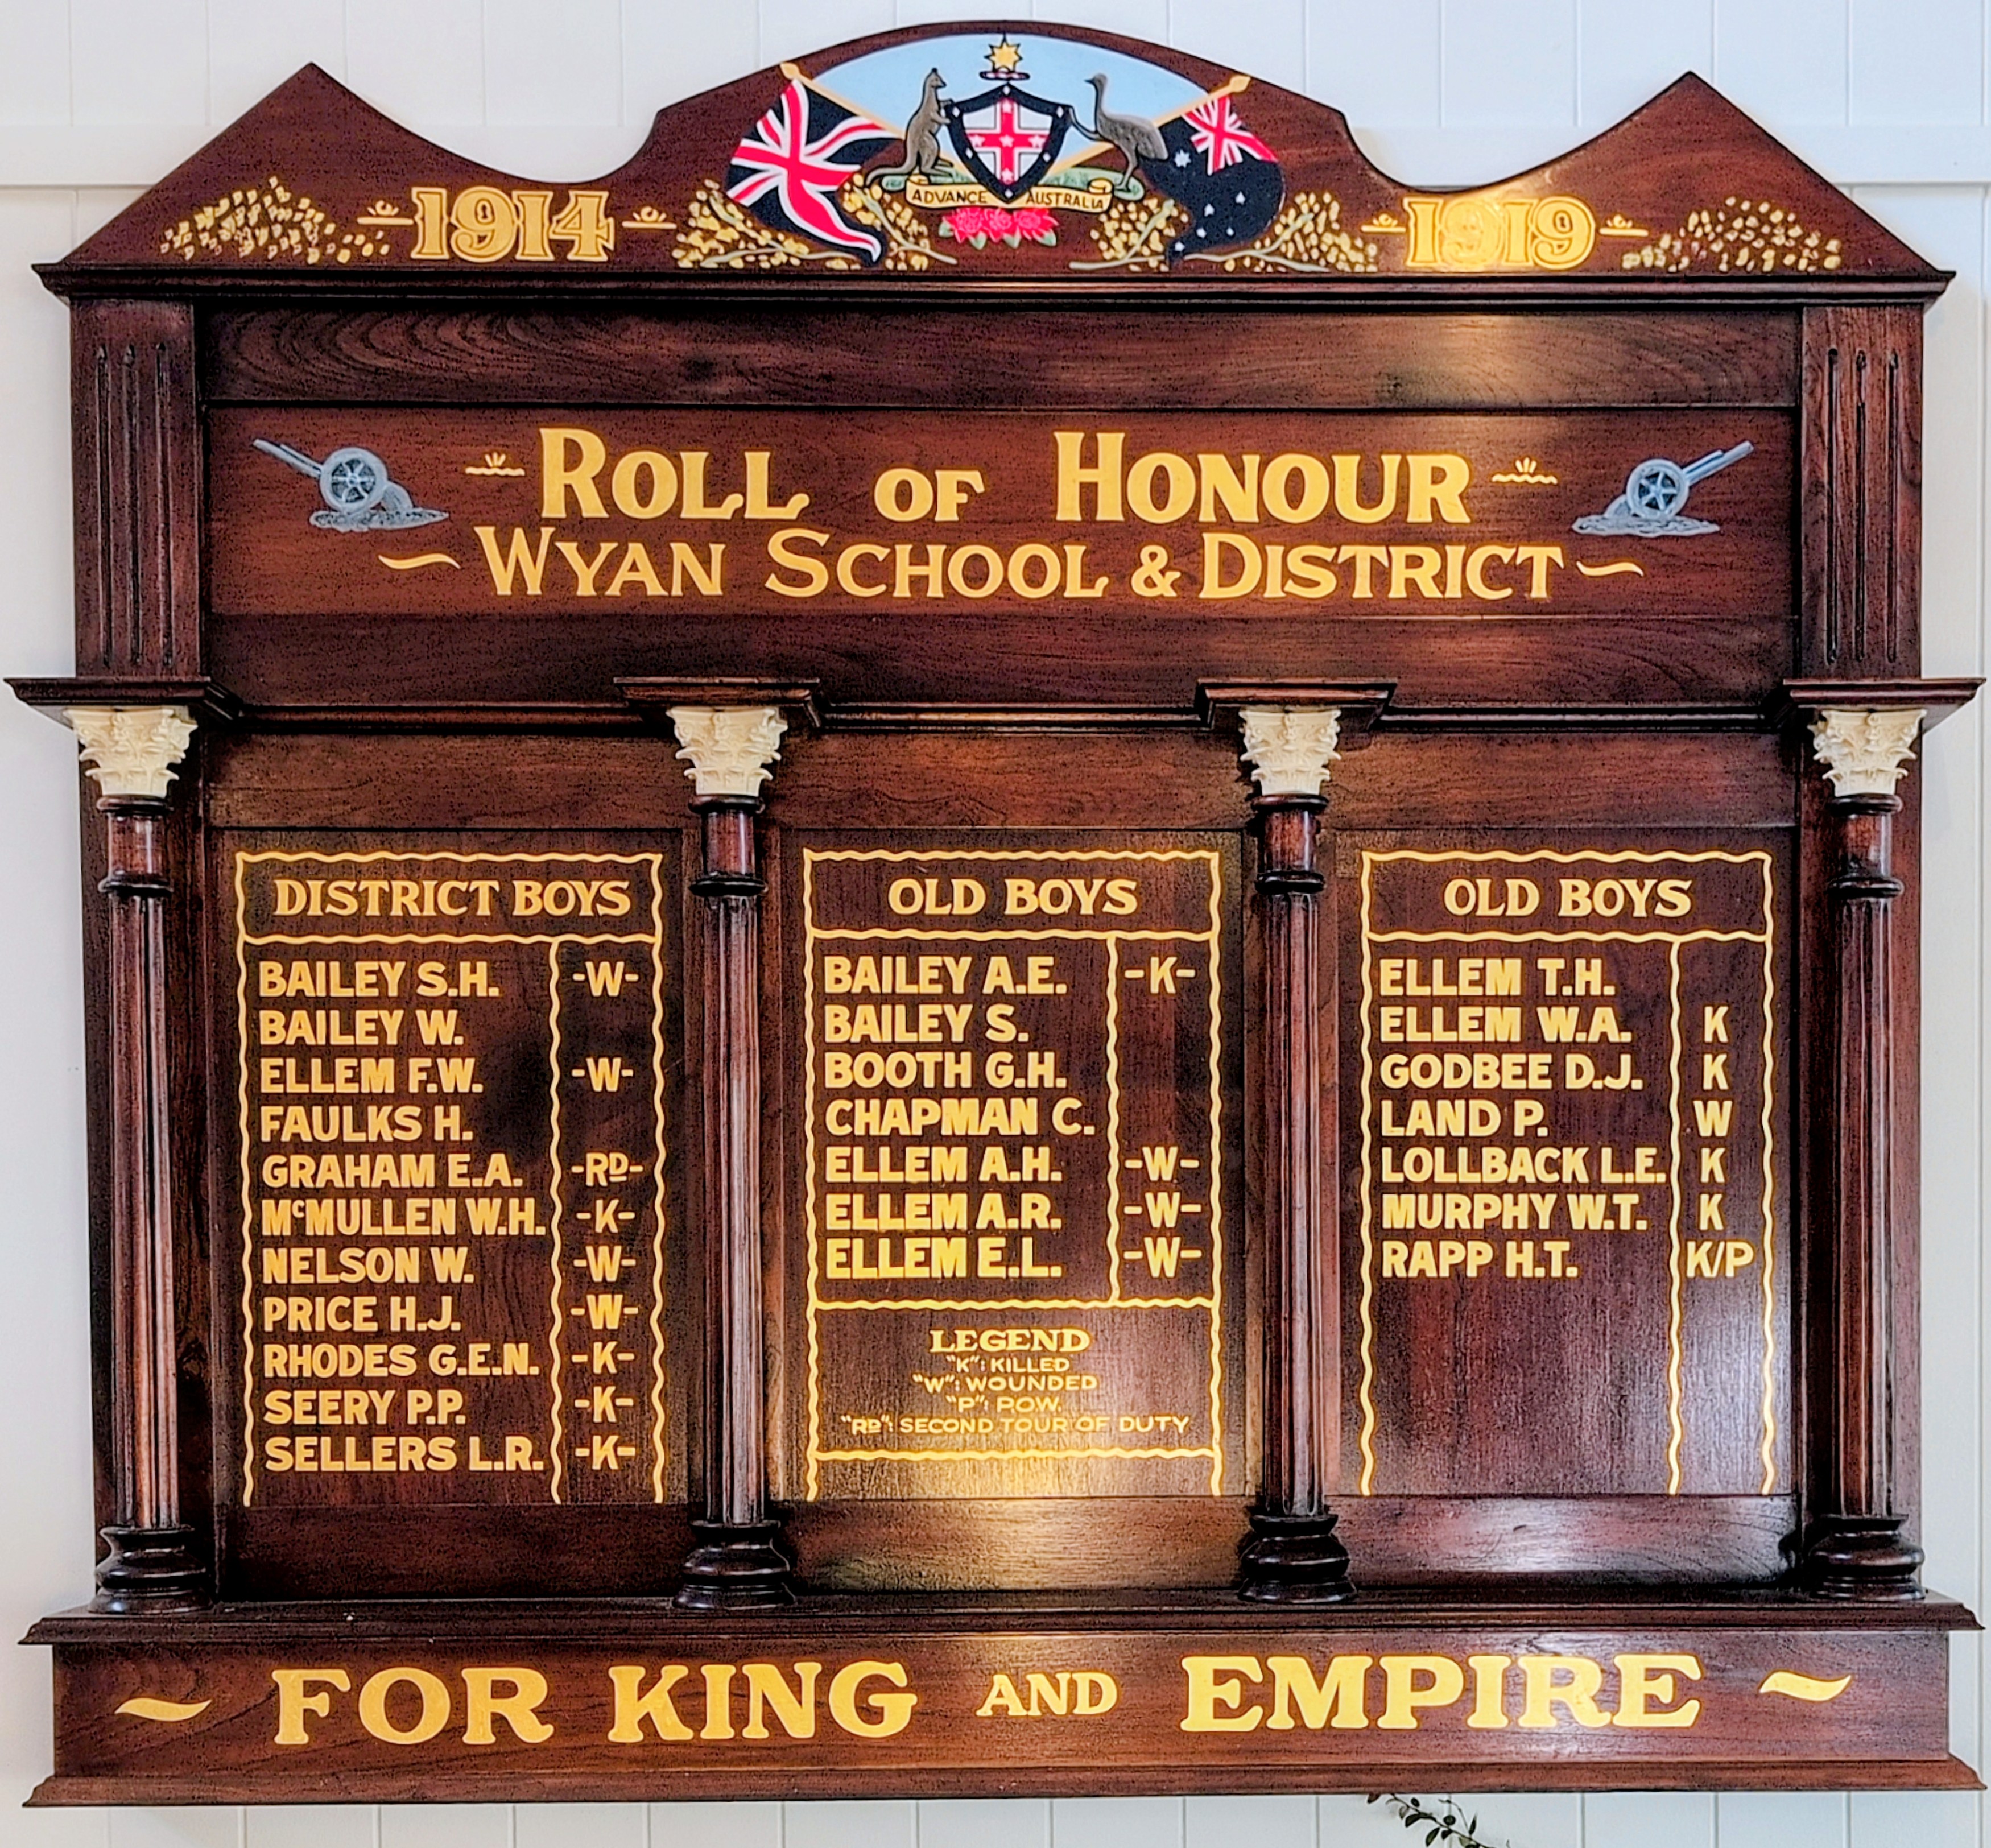 1914
ADVANCE AUSTRALIA
1919
ROLL OF HONOUR
WYAN SCHOOL & DISTRICT
DISTRICT BOYS
BAILEY S.H. -W-
BAILEY W.
ELLEM F.W. -W-
FAULKS H.
GRAHAM E.A. -RD-
McMULLEN W.H. -K-
NELSON W. -W-
PRICE H.J. -W-
RHODES G.E.N. -K-
SEERY P.P. -K-
SELLERS L.R. -K-
OLD BOYS
BAILEY A.E. -K-
BAILEY S.
BOOTH G.H.
CHAPMAN C.
ELLEM A.H. -W-
ELLEM A.R. -W-
ELLEM E.L. -W-
LEGEND
"K": KILLED
"W": WOUNDED
"P": POW.
"RD": SECOND TOUR OF DUTY
OLD BOYS
ELLEM T.H.
ELLEM W.A. K
GODBEE D.J. K
LAND P. W
LOLLBACK L.E. K
MURPHY W.T. K
RAPP H.T. K/P
FOR KING AND EMPIRE